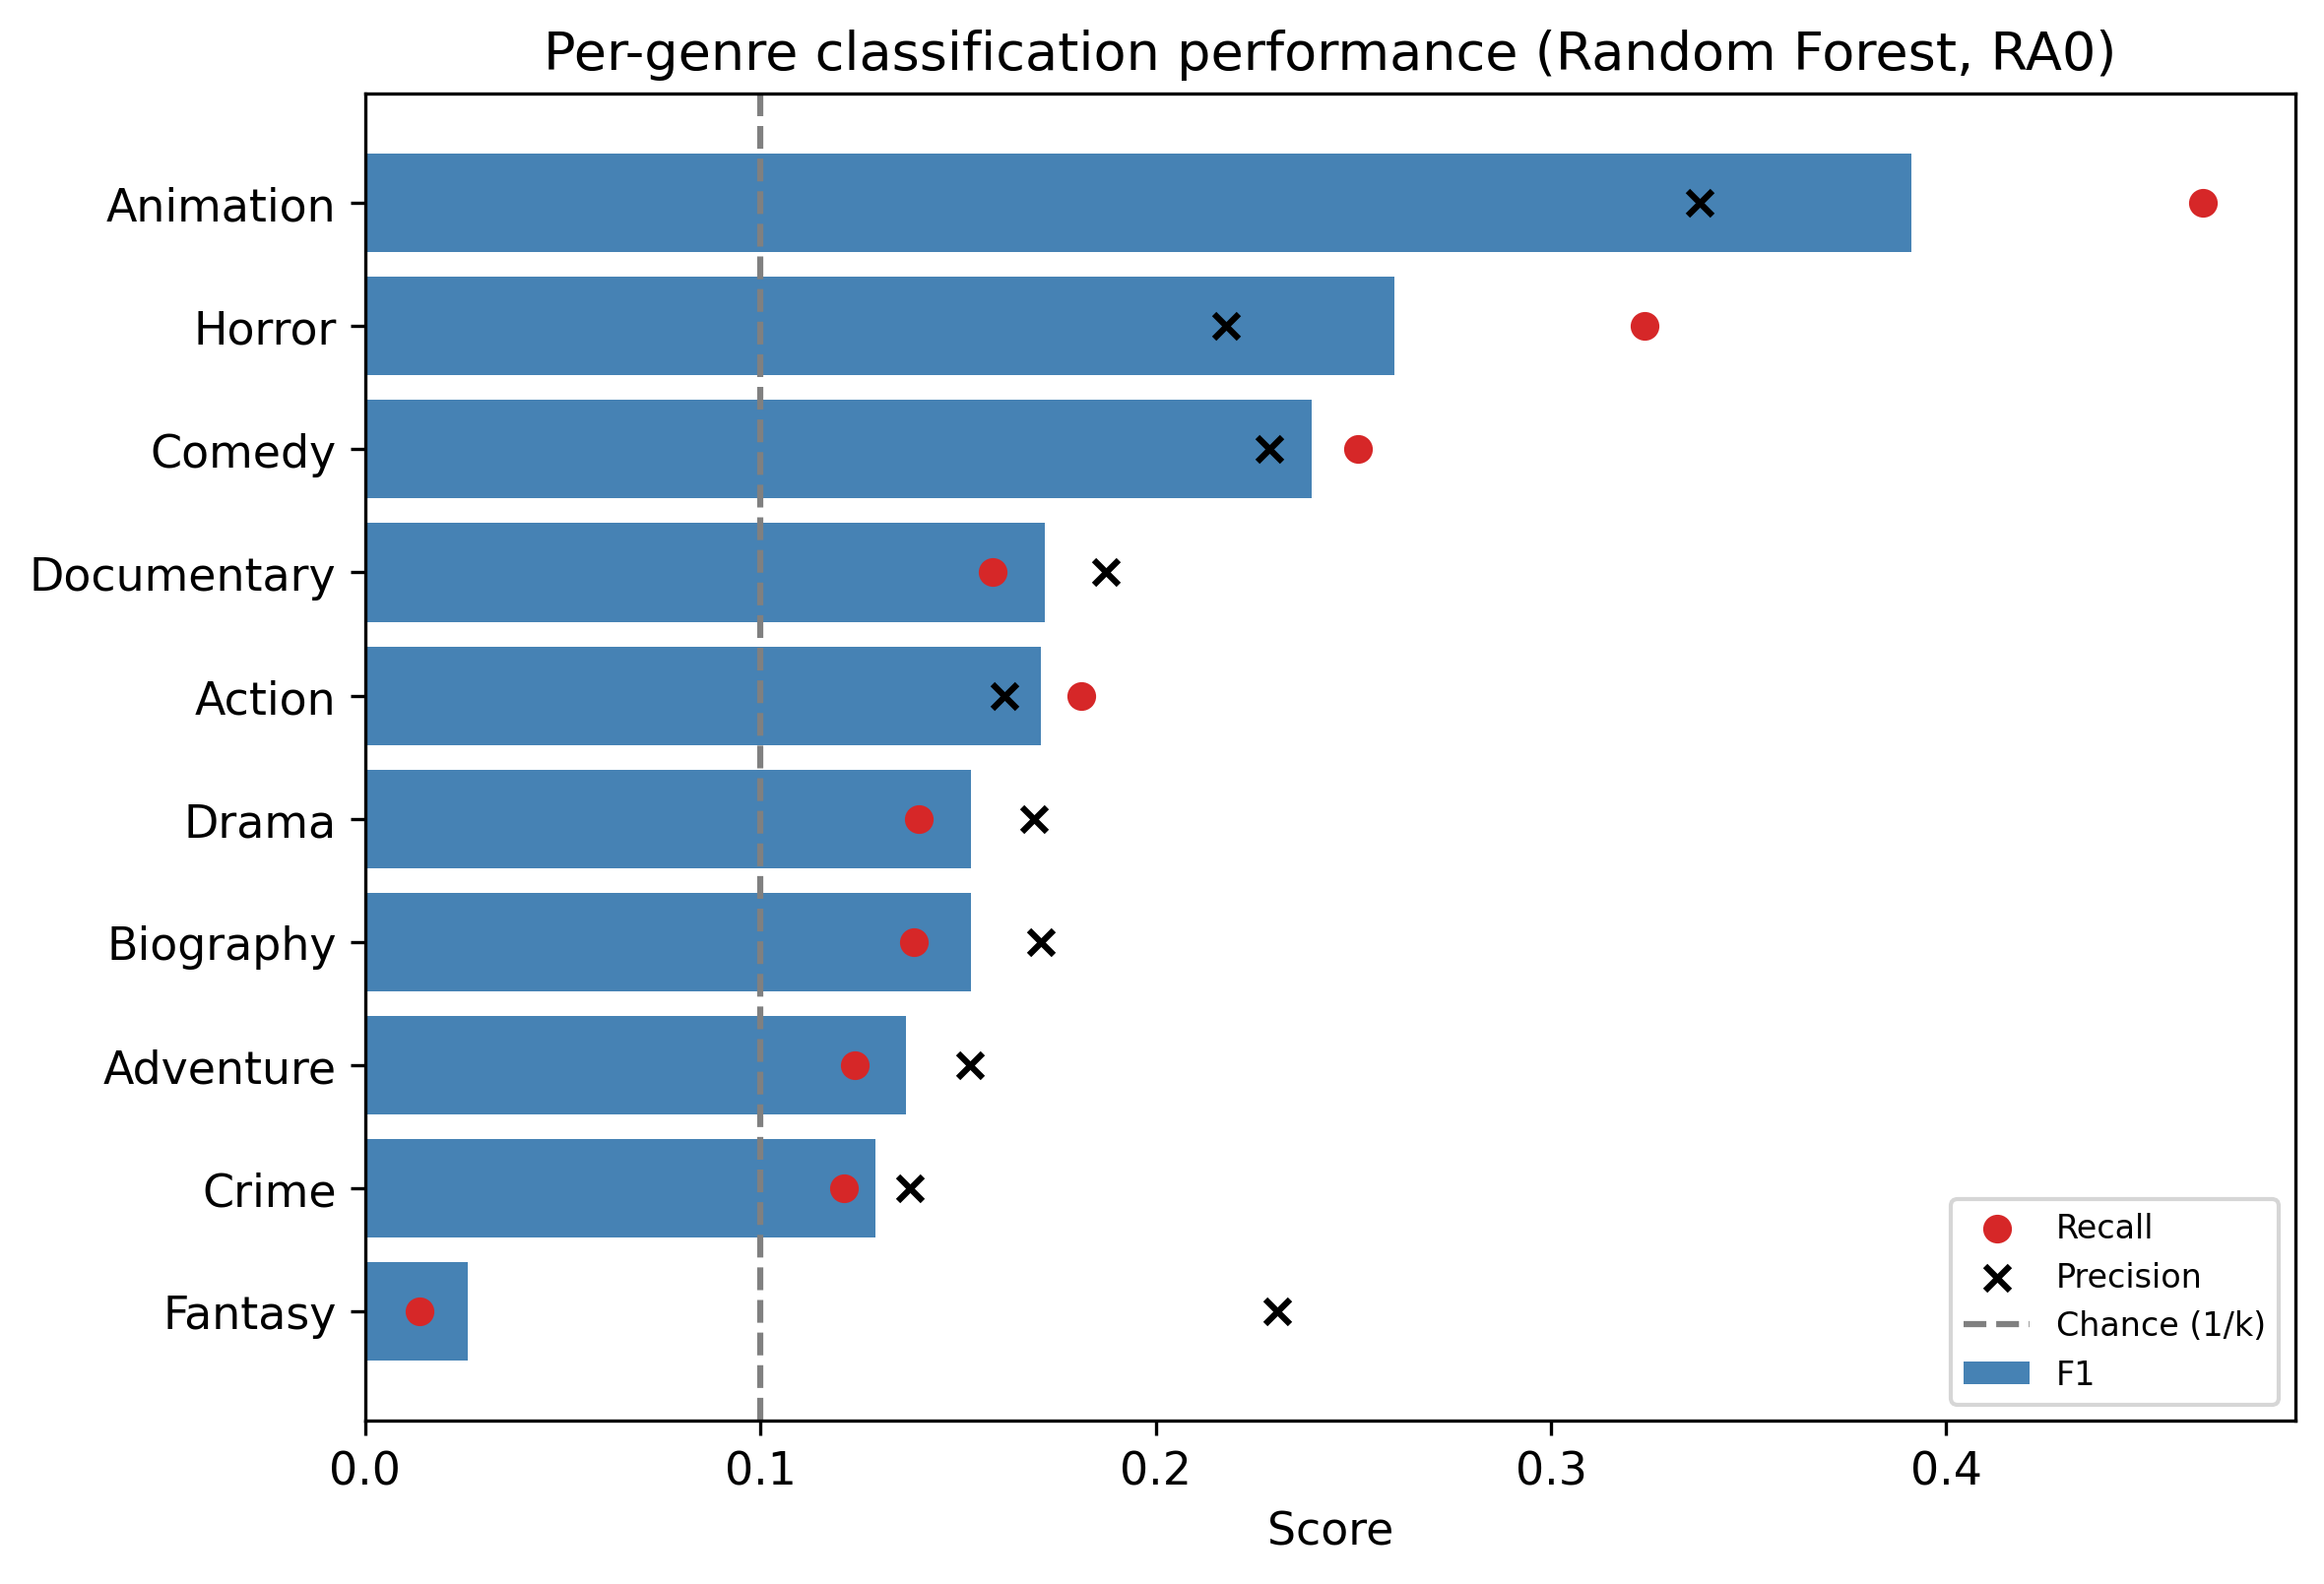 Per-genre classification performance (Random Forest, RA0)
Animation
Horror
Comedy
Documentary
Action
Drama
Biography
Adventure
Crime
Fantasy
Recall
Precision
Chance (1/k)
F1
0.0 0.1 0.2 0.3 0.4
Score